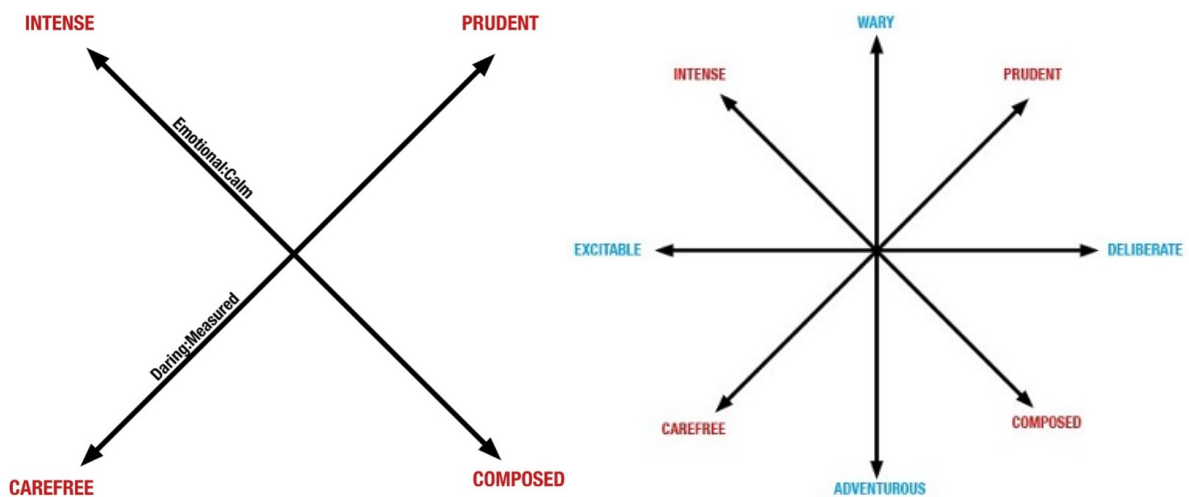 INTENSE
PRUDENT
Emotional:Calm
Daring:Measured
CAREFREE
COMPOSED
WARY
INTENSE
PRUDENT
EXCITABLE
DELIBERATE
CAREFREE
COMPOSED
ADVENTUROUS